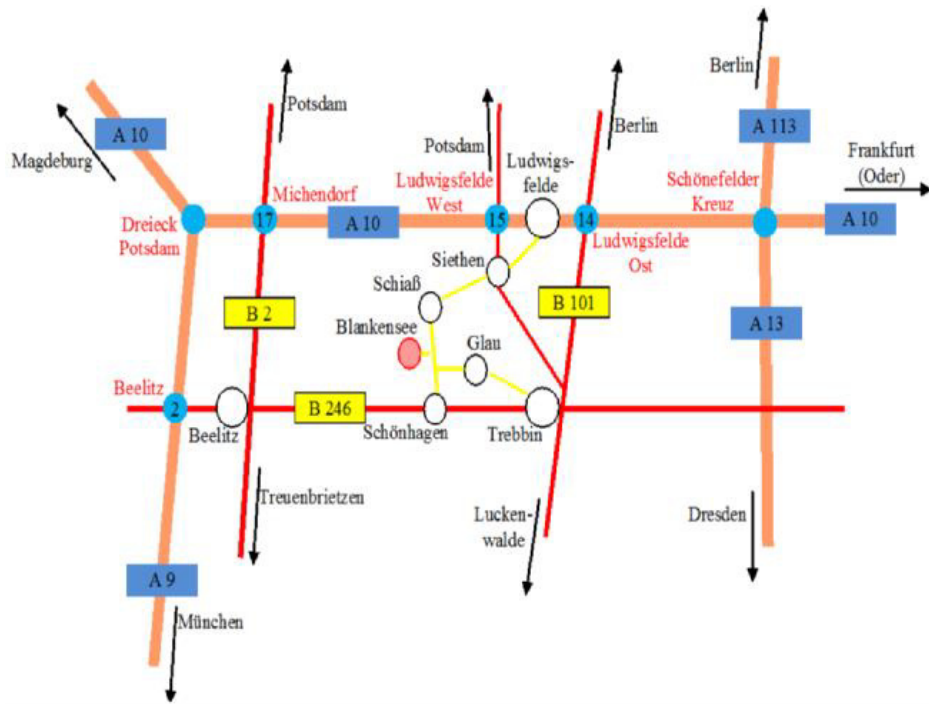 Berlin
A 113
Potsdam
A 10
Magdeburg
Berlin
Potsdam
Ludwigs-
felde
Frankfurt
(Oder)
Michendorf
Ludwigsfelde
West
Schönefelder
Kreuz
Dreieck
Potsdam
17
A 10
15
14
A 10
Ludwigsfelde
Ost
Siethen
Schiaß
B 2
B 101
Blankensee
Glau
A 13
Beelitz
2
B 246
Beelitz
Schönhagen
Trebbin
Treuenbrietzen
Lucken-
walde
Dresden
A 9
München